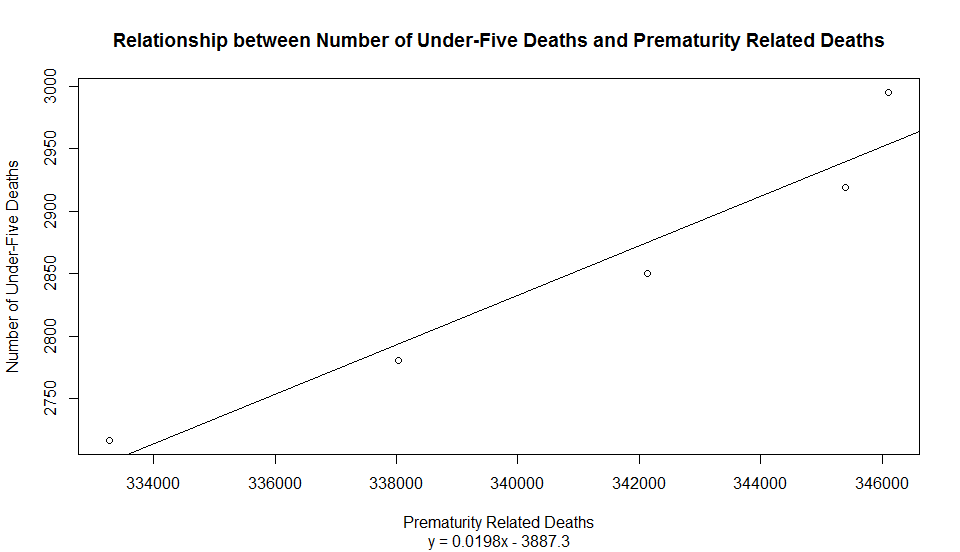 Relationship between Number of Under-Five Deaths and Prematurity Related Deaths
Number of Under-Five Deaths
3000
2950
2900
2850
2800
2750
334000 336000 338000 340000 342000 344000 346000
Prematurity Related Deaths
y = 0.0198x - 3887.3